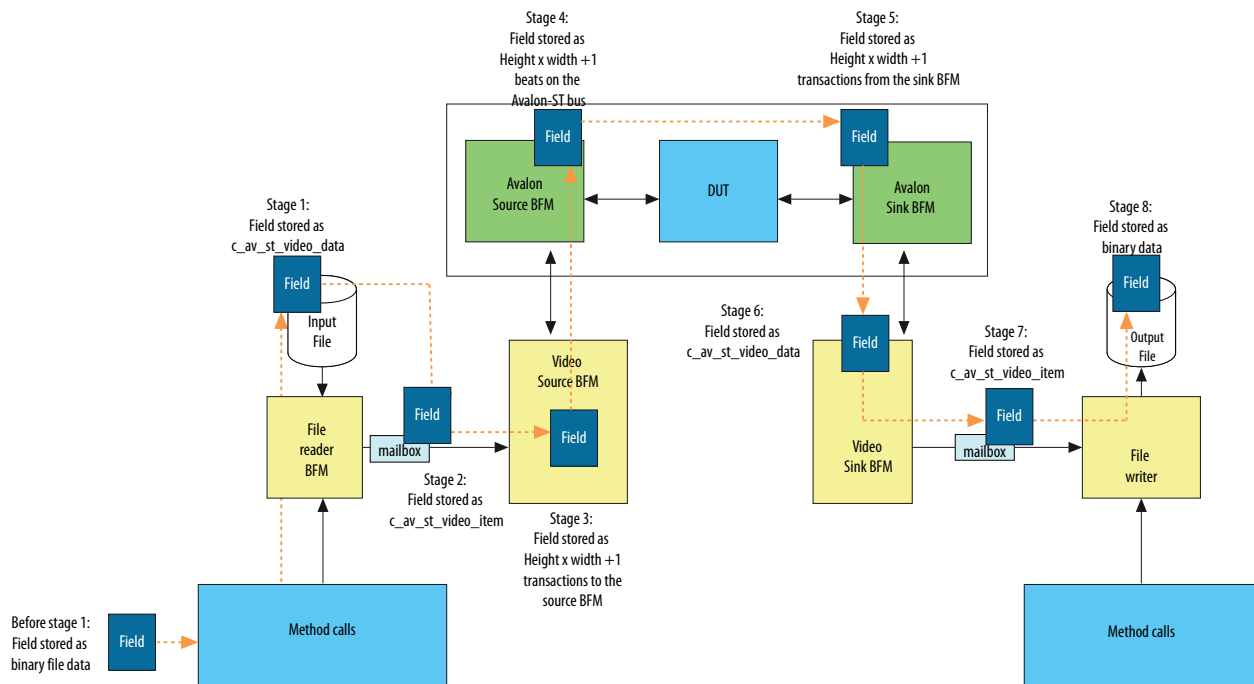 Stage 4:
Field stored as
Height x width +1
beats on the
Avalon-ST bus
Stage 5:
Field stored as
Height x width +1
transactions from the sink BFM
Field
Field
Avalon
Source BFM
DUT
Avalon
Sink BFM
Stage 1:
Field stored as
c_av_st_video_data
Field
Input
File
Stage 8:
Field stored as
binary data
Field
Output
File
Stage 6:
Field stored as
c_av_st_video_data
Field
Stage 7:
Field stored as
c_av_st_video_item
Video
Source BFM
Field
File
reader
BFM
Field
mailbox
Stage 2:
Field stored as
c_av_st_video_item
Stage 3:
Field stored as
Height x width +1
transactions to the
source BFM
Video
Sink BFM
Field
mailbox
File
writer
Before stage 1:
Field stored as
binary file data
Field
Method calls
Method calls